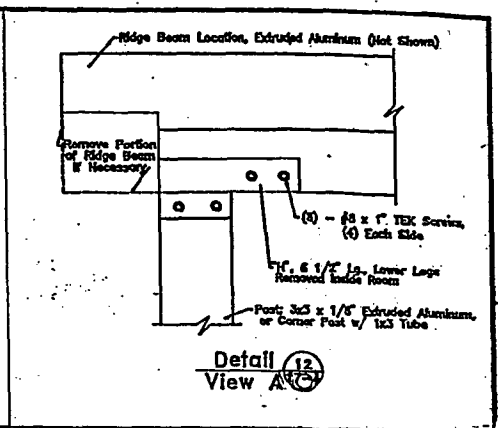 Ridge Beam Location, Extruded Aluminum (Not Shown)
Remove Portion
of Ridge Beam
If Necessary
(8) - #8 x 1" TEK Screws,
(4) Each Side
"H", 6 1/2" Lg., Lower Legs
Removed Inside Room
Post: 3x3 x 1/8" Extruded Aluminum,
or Corner Post w/ 1x3 Tube
Detail 12
View A